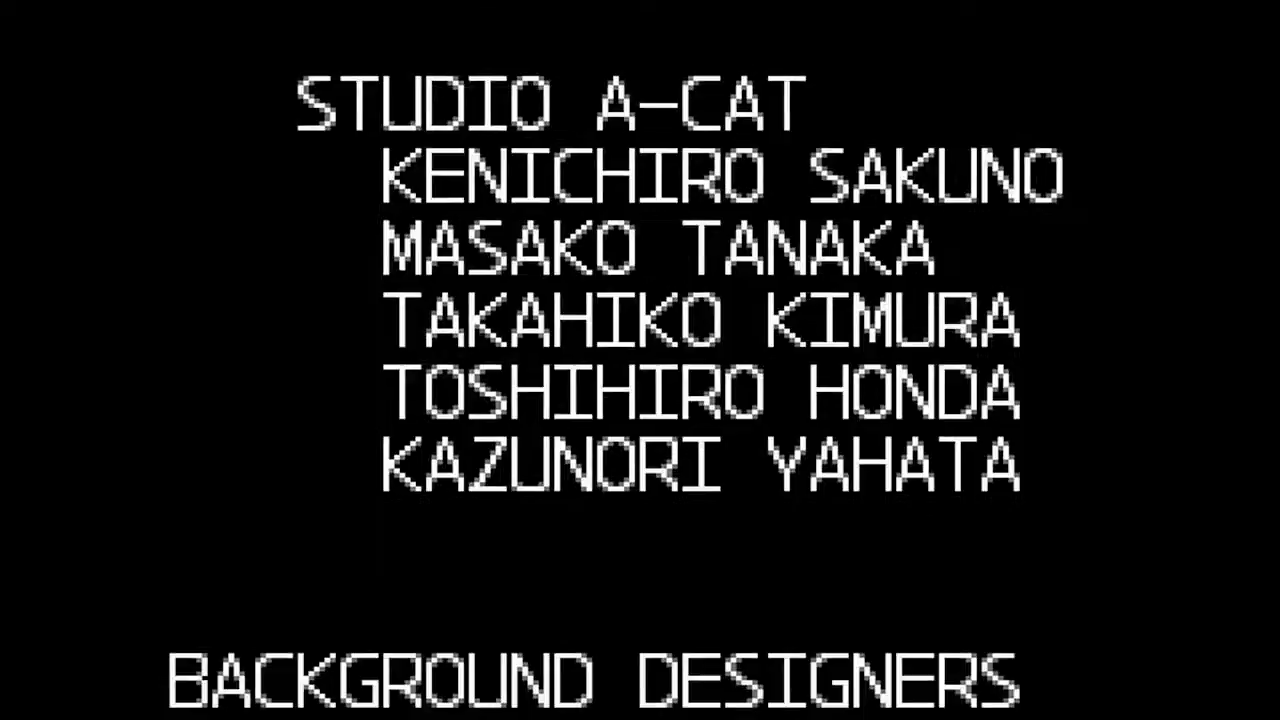 STUDIO A-CAT
KENICHIRO SAKUNO
MASAKO TANAKA
TAKAHIKO KIMURA
TOSHIHIRO HONDA
KAZUNORI YAHATA
BACKGROUND DESIGNERS